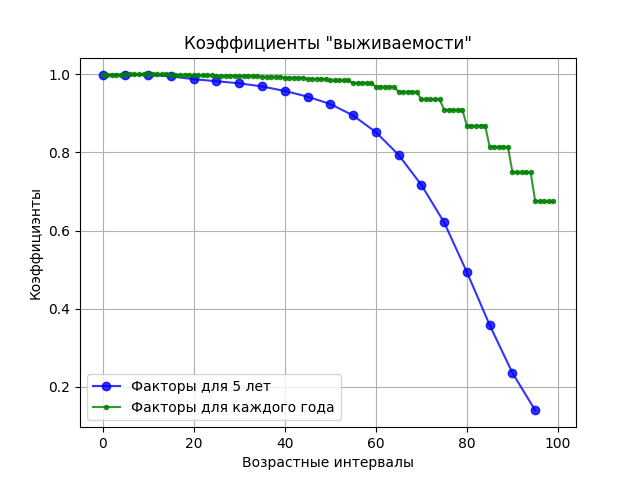 Коэффициенты "выживаемости"
Коэффициэнты
1.0
0.8
0.6
0.4
0.2
Факторы для 5 лет
Факторы для каждого года
0 20 40 60 80 100
Возрастные интервалы